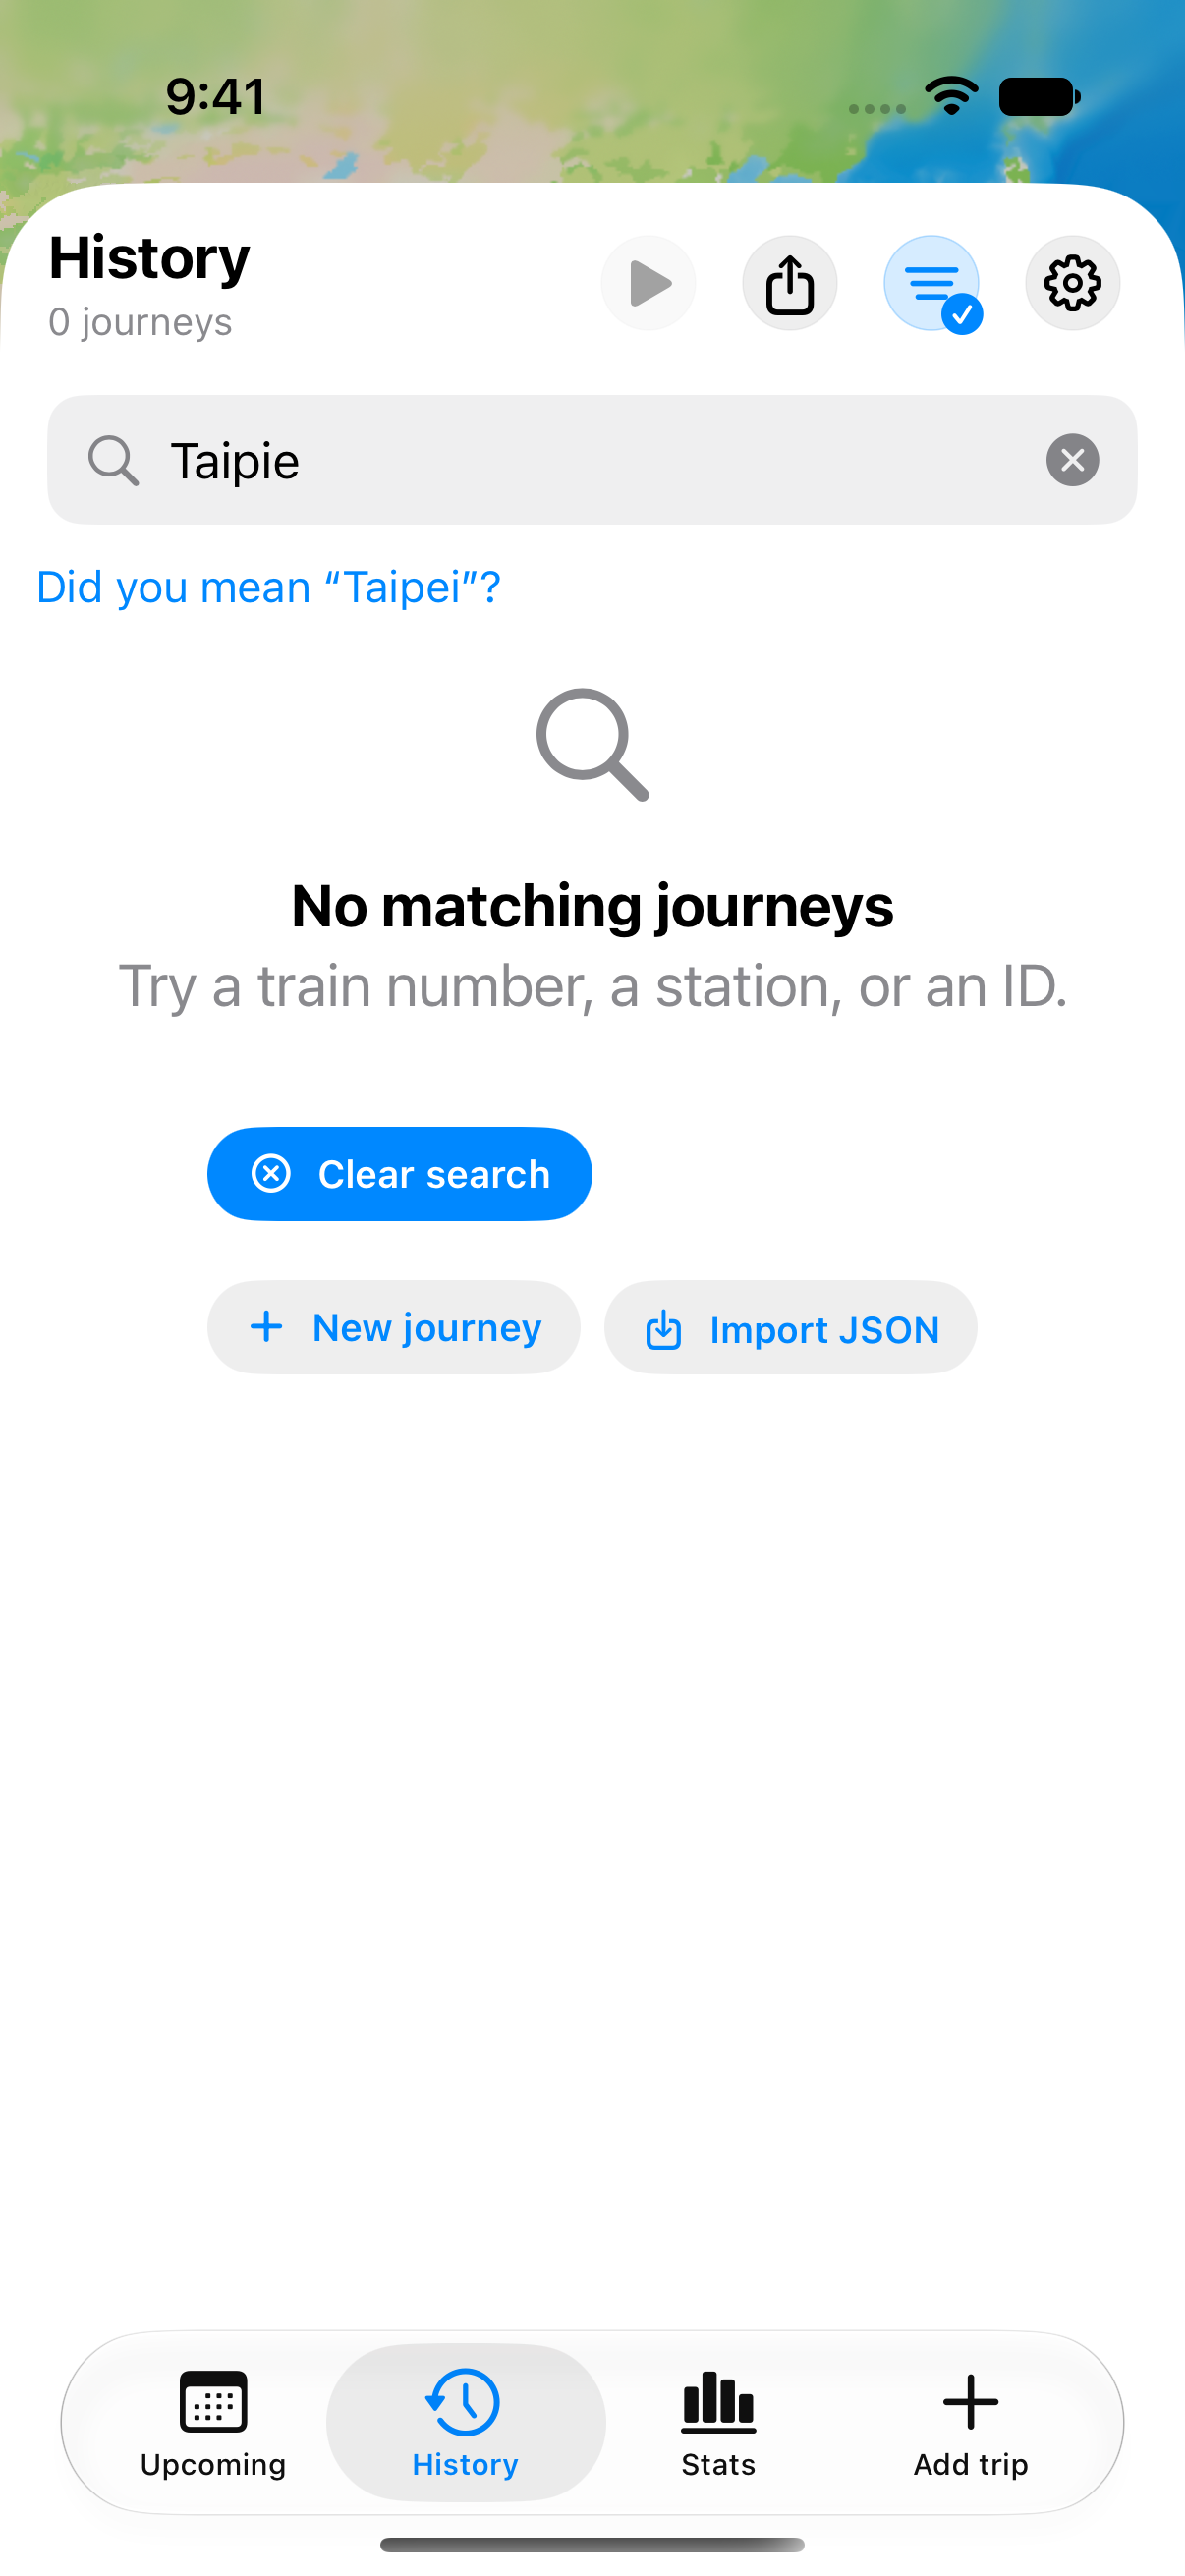 9:41
History
0 journeys
Taipie
Did you mean “Taipei”?
No matching journeys
Try a train number, a station, or an ID.
Clear search
New journey
Import JSON
Upcoming
History
Stats
Add trip